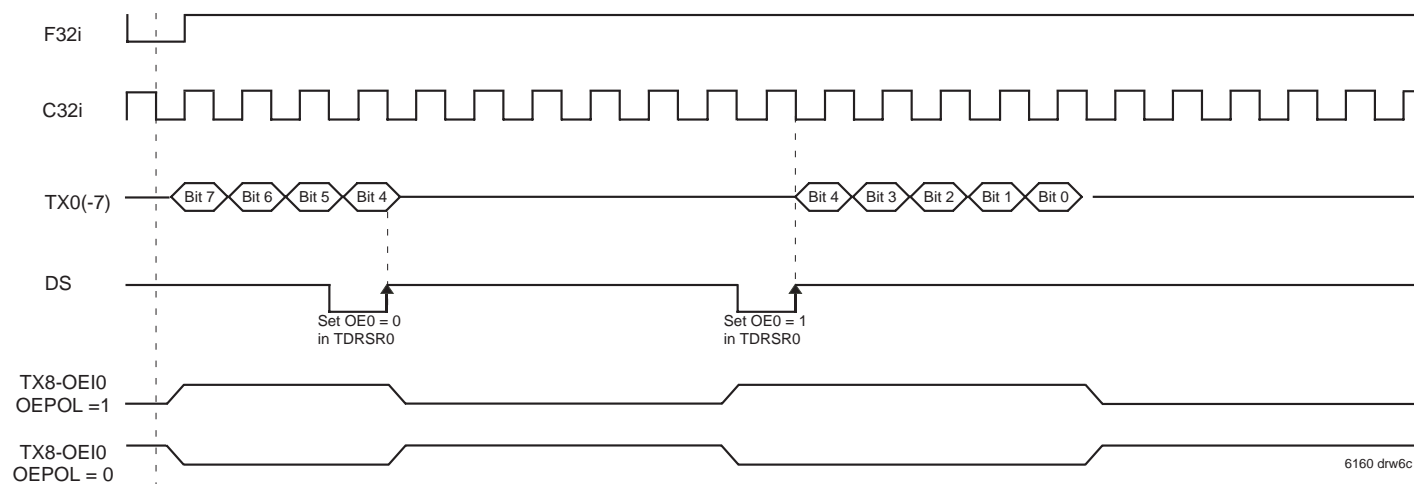 F32i
C32i
TX0(-7)
Bit 7 Bit 6 Bit 5 Bit 4 Bit 4 Bit 3 Bit 2 Bit 1 Bit 0
DS
Set OE0 = 0
in TDRSR0
Set OE0 = 1
in TDRSR0
TX8-OEI0
OEPOL =1
TX8-OEI0
OEPOL = 0
6160 drw6c